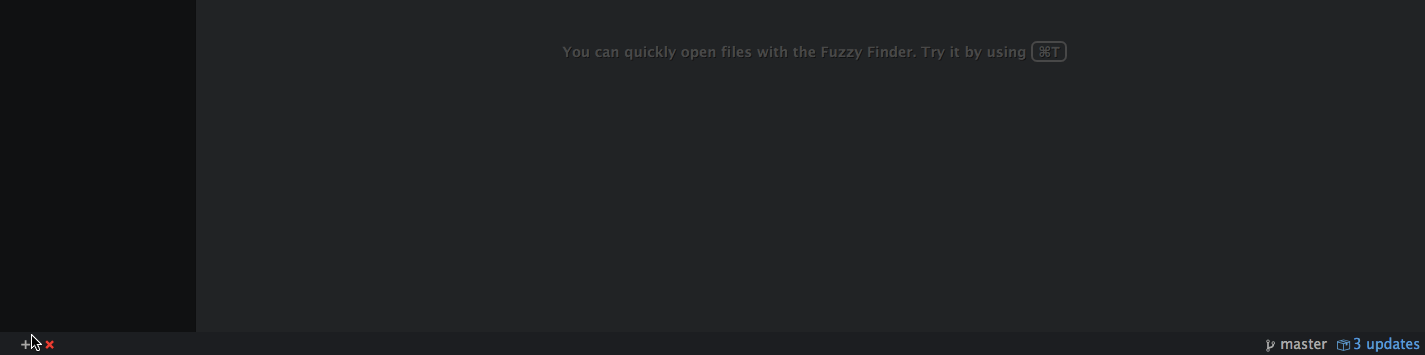 You can quickly open files with the Fuzzy Finder. Try it by using ⌘T
+ × master 3 updates